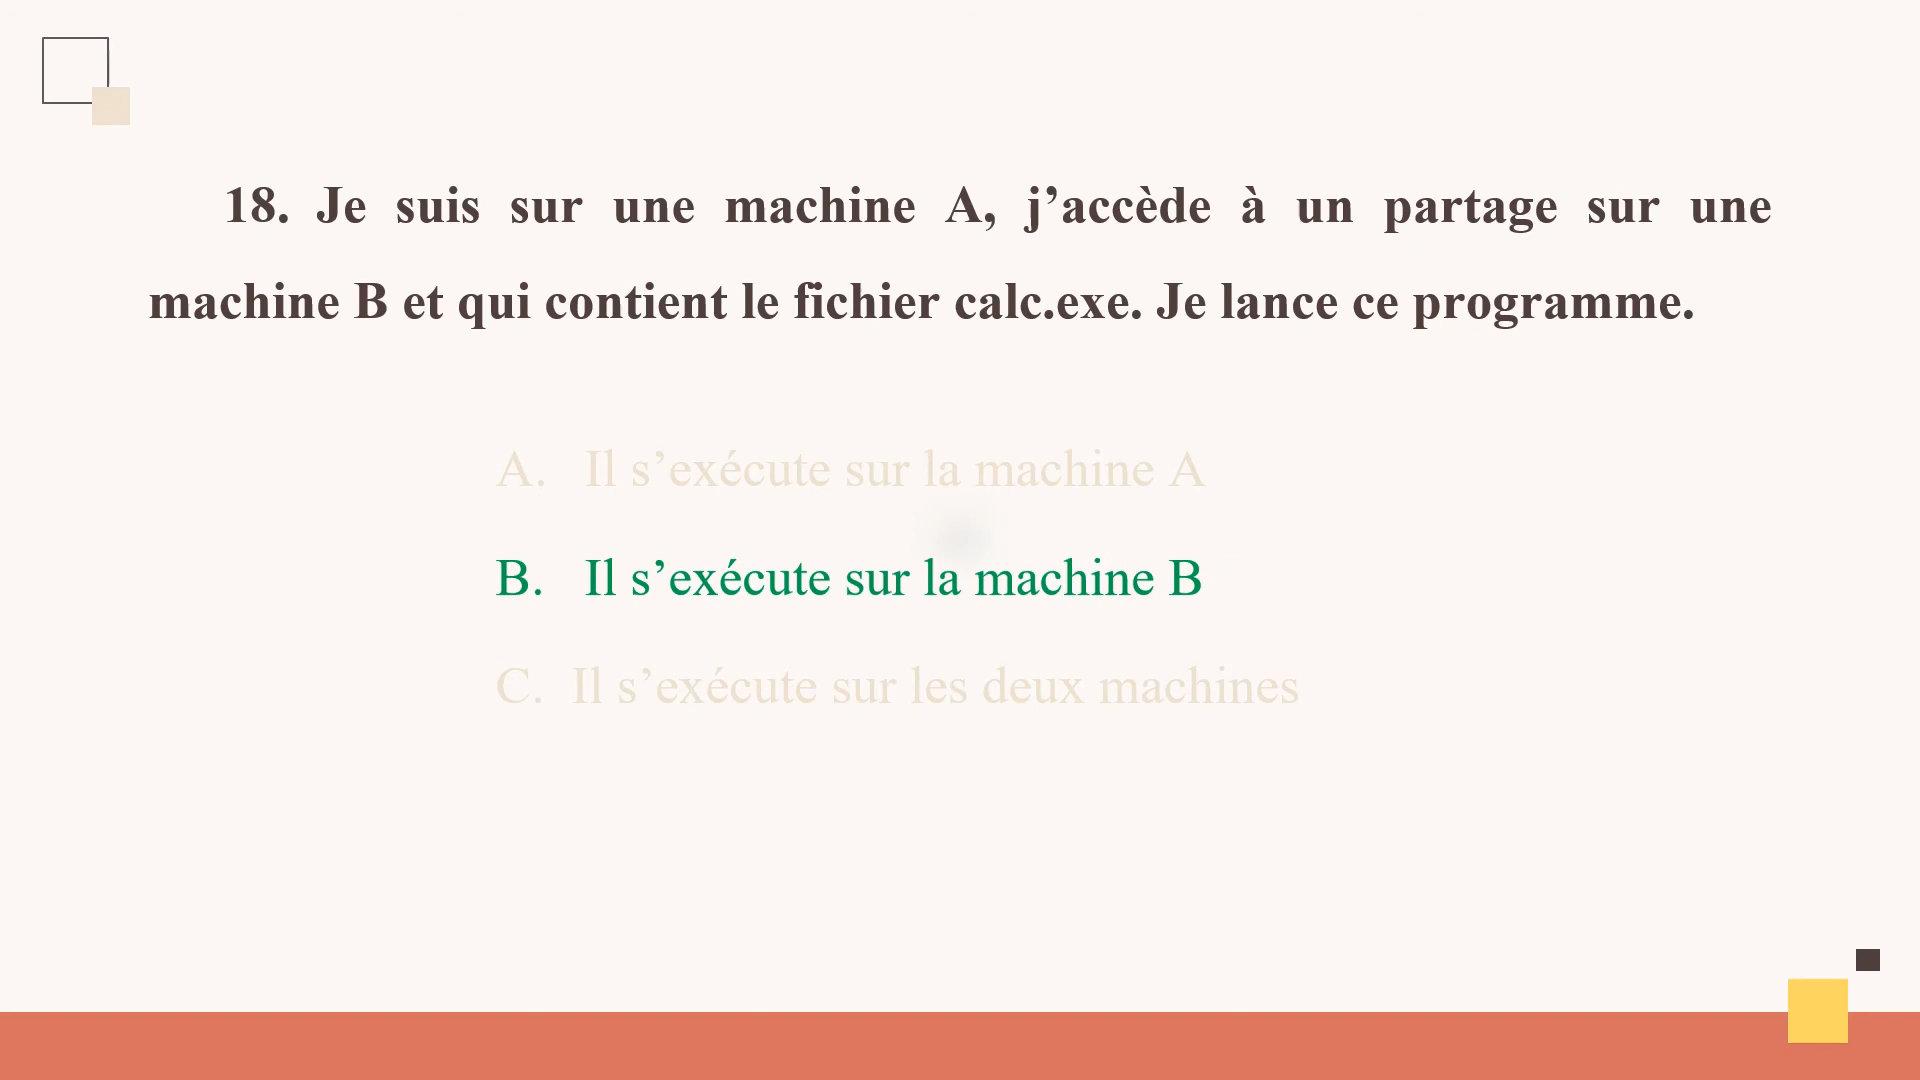 18. Je suis sur une machine A, j’accède à un partage sur une
machine B et qui contient le fichier calc.exe. Je lance ce programme.
A. Il s’exécute sur la machine A
B. Il s’exécute sur la machine B
C. Il s’exécute sur les deux machines